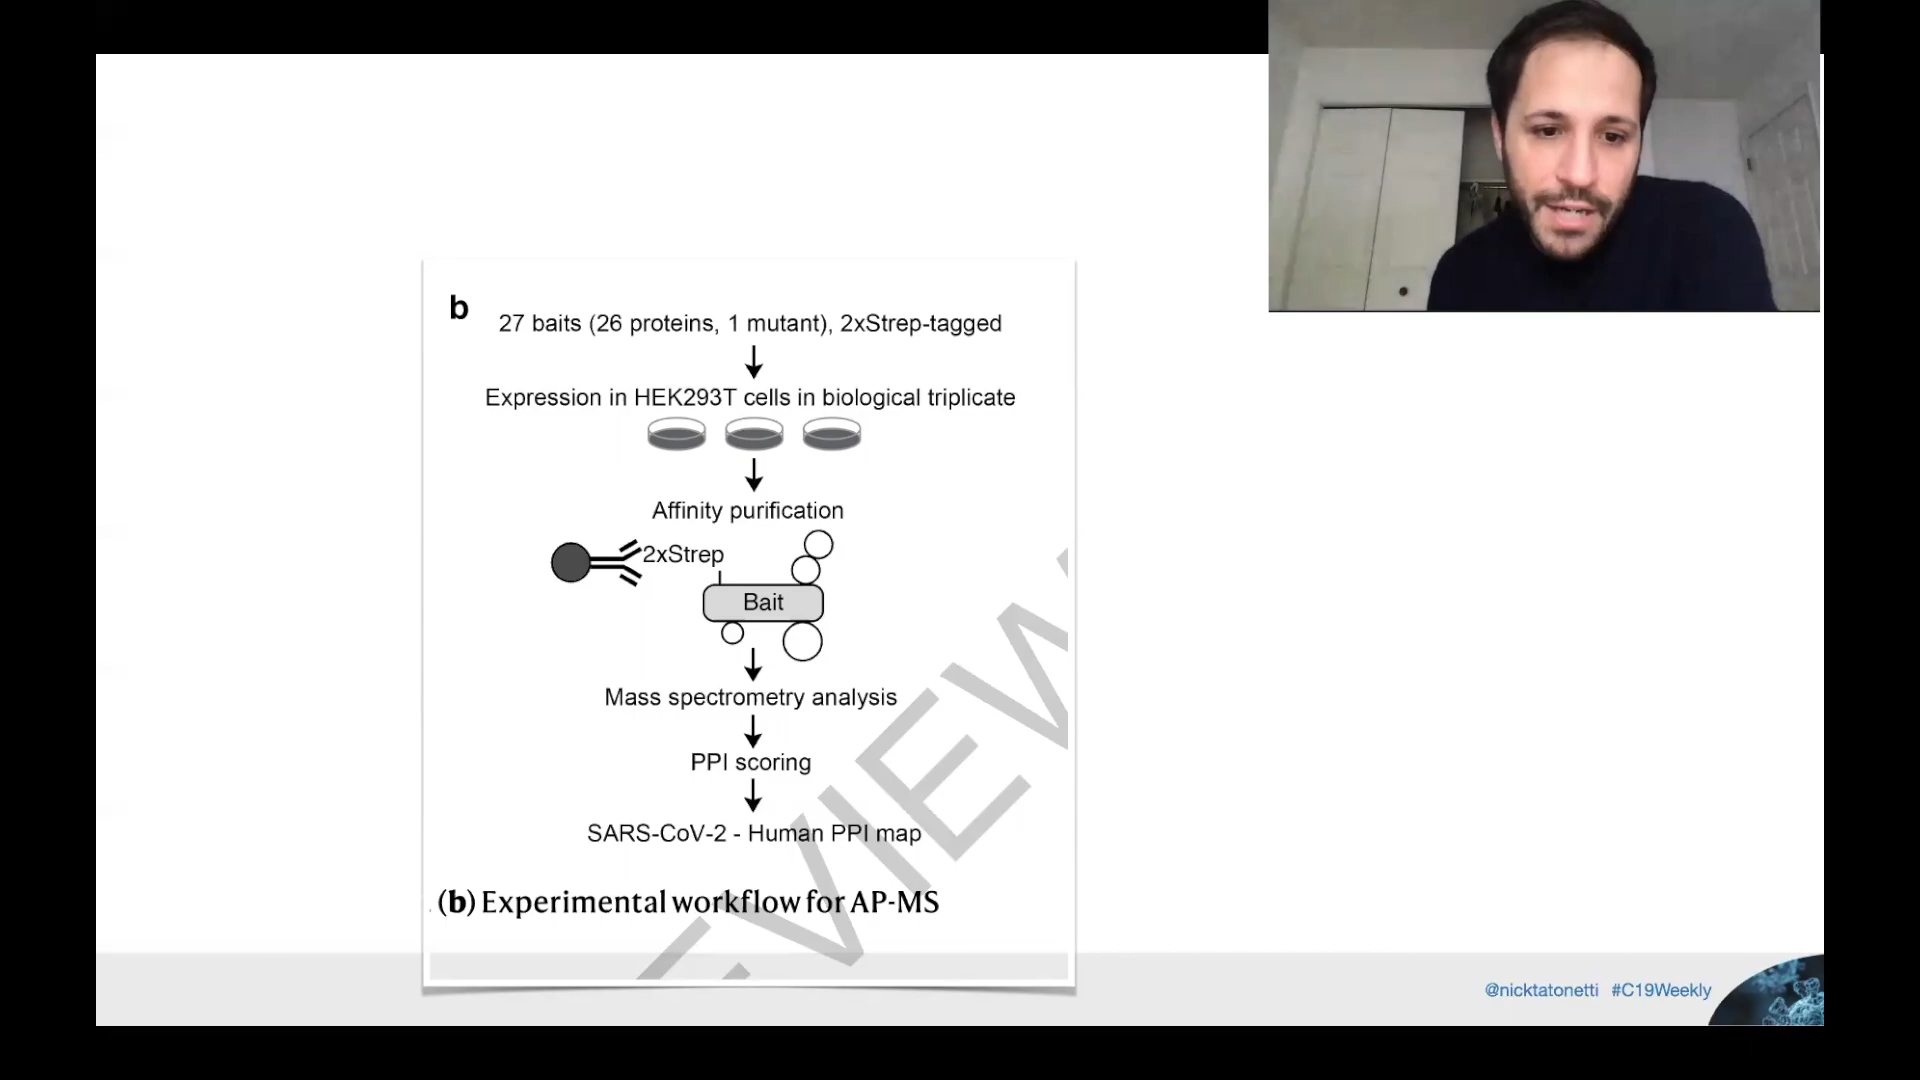 b
27 baits (26 proteins, 1 mutant), 2xStrep-tagged
Expression in HEK293T cells in biological triplicate
Affinity purification
2xStrep
Bait
Mass spectrometry analysis
PPI scoring
SARS-CoV-2 - Human PPI map
(b) Experimental workflow for AP-MS
VIEW
@nicktatonetti #C19Weekly